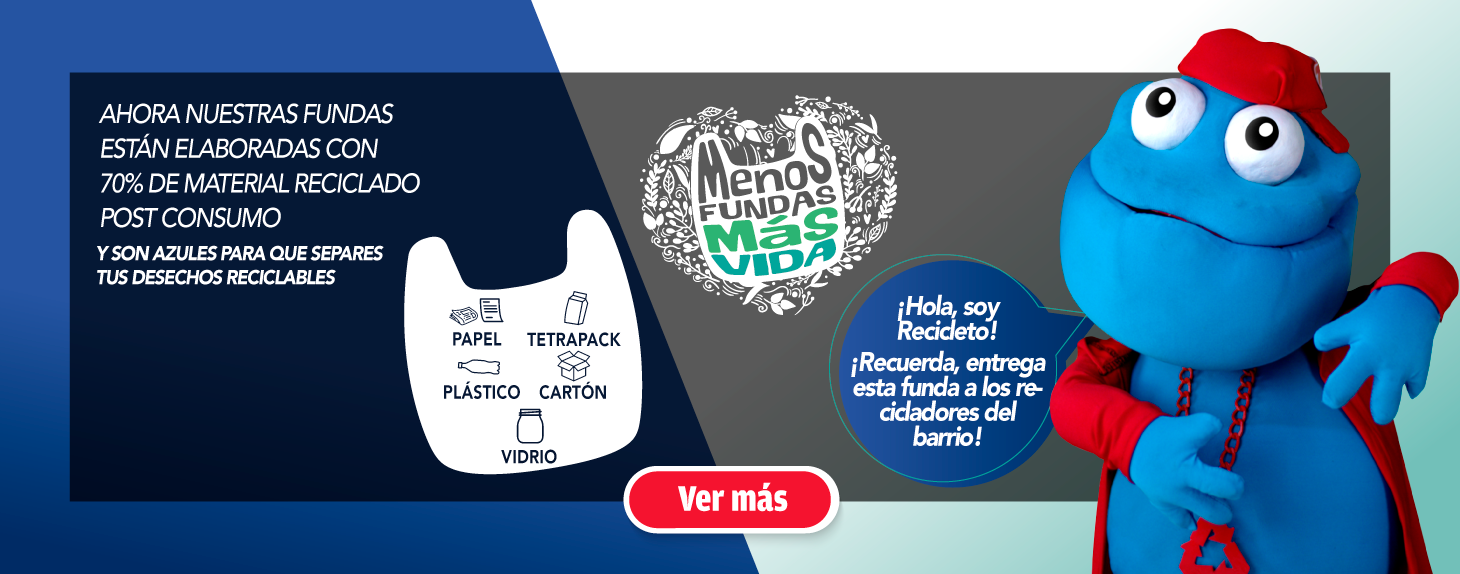 AHORA NUESTRAS FUNDAS
ESTÁN ELABORADAS CON
70% DE MATERIAL RECICLADO
POST CONSUMO
Y SON AZULES PARA QUE SEPARES
TUS DESECHOS RECICLABLES
PAPEL
TETRAPACK
PLÁSTICO
CARTÓN
VIDRIO
Menos
FUNDAS
Más
VIDA
¡Hola, soy
Recicleto!
¡Recuerda, entrega
esta funda a los re-
cicladores del
barrio!
Ver más